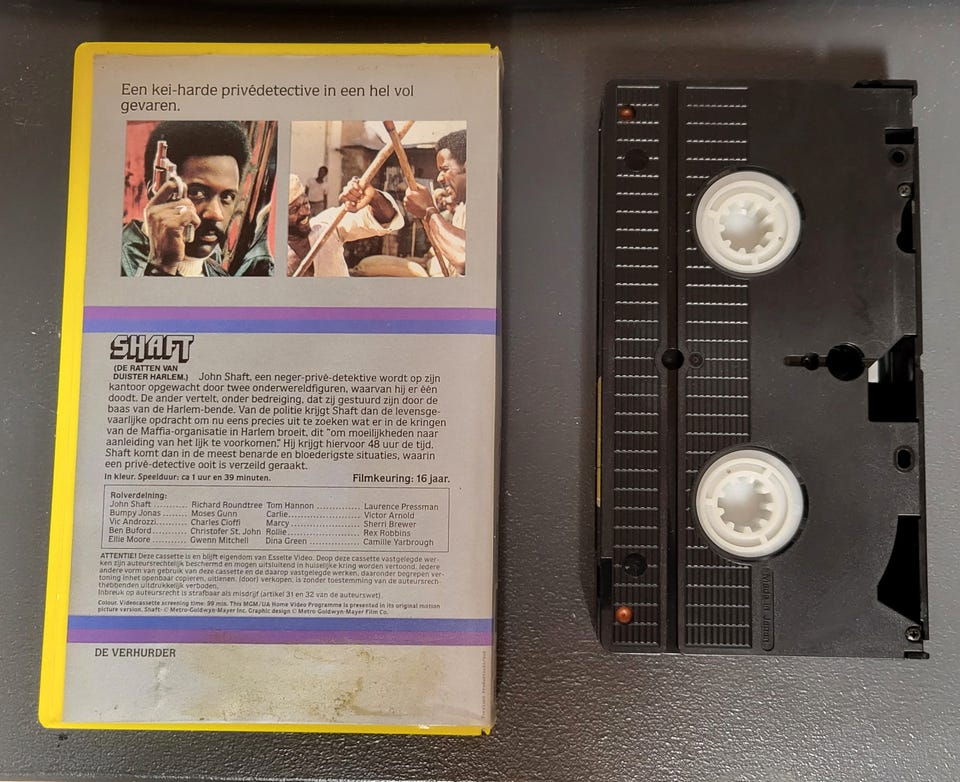 Een kei-harde privédetective in een hel vol
gevaren.
SHAFT
(DE RATTEN VAN
DUISTER HARLEM.) John Shaft, een neger-privé-detektive wordt op zijn
kantoor opgewacht door twee onderwereldfiguren, waarvan hij er één
doodt. De ander vertelt, onder bedreiging, dat zij gestuurd zijn door de
baas van de Harlem-bende. Van de politie krijgt Shaft dan de levensge-
vaarlijke opdracht om nu eens precies uit te zoeken wat er in de kringen
van de Maffia-organisatie in Harlem broeit, dit "om moeilijkheden naar
aanleiding van het lijk te voorkomen." Hij krijgt hiervoor 48 uur de tijd.
Shaft komt dan in de meest benarde en bloederigste situaties, waarin
een privé-detective ooit is verzeild geraakt.
In kleur. Speelduur: ca 1 uur en 39 minuten. Filmkeuring: 16 jaar.
Rolverdeling:
John Shaft .......... Richard Roundtree Tom Hannon .......... Laurence Pressman
Bumpy Jonas .......... Moses Gunn Carlie .......... Victor Arnold
Vic Androzzi .......... Charles Cioffi Marcy .......... Sherri Brewer
Ben Buford .......... Christofer St. John Rollie .......... Rex Robbins
Ellie Moore .......... Gwenn Mitchell Dina Green .......... Camille Yarbrough
ATTENTIE! Deze cassette is en blijft eigendom van Esselte Video. Deop deze cassette vastgelegde wer-
ken zijn auteursrechtelijk beschermd en mogen uitsluitend in huiselijke kring worden vertoond. Iedere
andere vorm van gebruik van deze cassette en de daarop vastgelegde werken, daaronder begrepen ver-
toning inhet openbaar copieren, uitlenen, (door) verkopen, is zonder toestemming van de auteursrech-
thebbenden uitdrukkelijk verboden.
Inbreuk op auteursrecht is strafbaar als misdrijf (artikel 31 en 32 van de auteurswet).
Colour. Videocassette screening time: 99 min. This MGM/UA Home Video Programme is presented in its original motion
picture version. Shaft- © Metro-Goldwyn-Mayer Inc. Graphic design © Metro Goldwyn-Mayer Film Co.
DE VERHURDER
Made in Japan